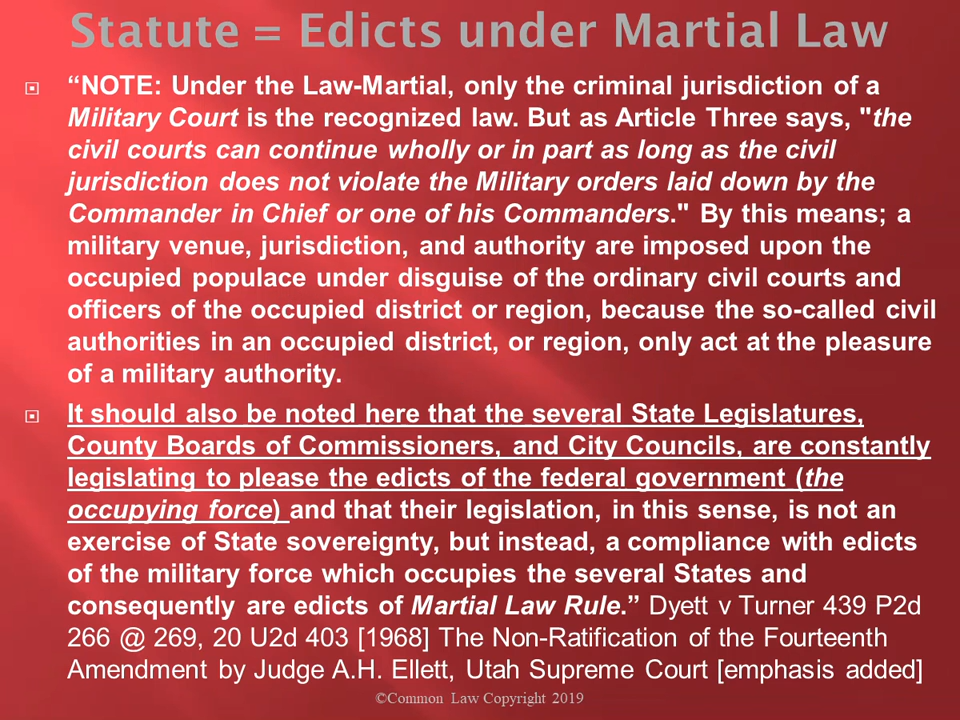 Statute = Edicts under Martial Law
“NOTE: Under the Law-Martial, only the criminal jurisdiction of a
Military Court is the recognized law. But as Article Three says, "the
civil courts can continue wholly or in part as long as the civil
jurisdiction does not violate the Military orders laid down by the
Commander in Chief or one of his Commanders." By this means; a
military venue, jurisdiction, and authority are imposed upon the
occupied populace under disguise of the ordinary civil courts and
officers of the occupied district or region, because the so-called civil
authorities in an occupied district, or region, only act at the pleasure
of a military authority.
It should also be noted here that the several State Legislatures,
County Boards of Commissioners, and City Councils, are constantly
legislating to please the edicts of the federal government (the
occupying force) and that their legislation, in this sense, is not an
exercise of State sovereignty, but instead, a compliance with edicts
of the military force which occupies the several States and
consequently are edicts of Martial Law Rule.” Dyett v Turner 439 P2d
266 @ 269, 20 U2d 403 [1968] The Non-Ratification of the Fourteenth
Amendment by Judge A.H. Ellett, Utah Supreme Court [emphasis added]
©Common Law Copyright 2019